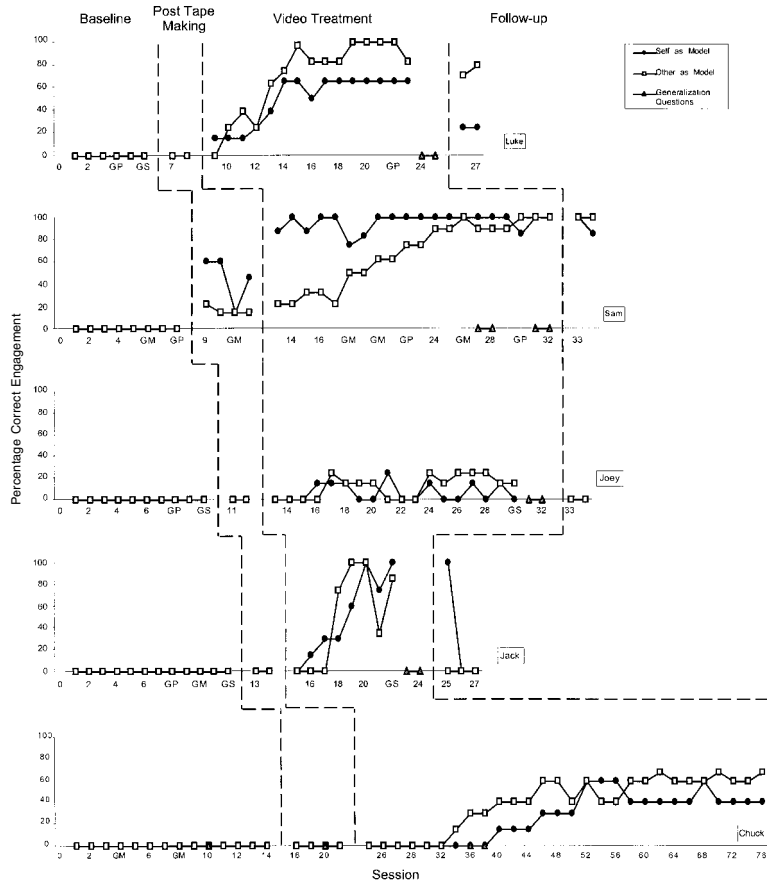 Baseline
Post Tape
Making
Video Treatment
Follow-up
Self as Model
Other as Model
Generalization
Questions
100
80
60
40
20
0
0 2 GP GS 7 10 12 14 16 18 20 GP 24 27
Luke
100
80
60
40
20
0
0 2 4 GM GP 9 GM 14 16 GM GM GP 24 GM 28 GP 32 33
Sam
100
80
60
40
20
0
0 2 4 6 GP GS 11 14 16 18 20 22 24 26 28 GS 32 33
Joey
100
80
60
40
20
0
0 2 4 6 GP GM GS 13 16 18 20 GS 24 25 27
Jack
100
80
60
40
20
0
0 2 GM 6 GM 10 12 14 16 20 26 28 30 32 34 36 38 40 44 48 52 56 60 64 68 72 76
Chuck
Percentage Correct Engagement
Session